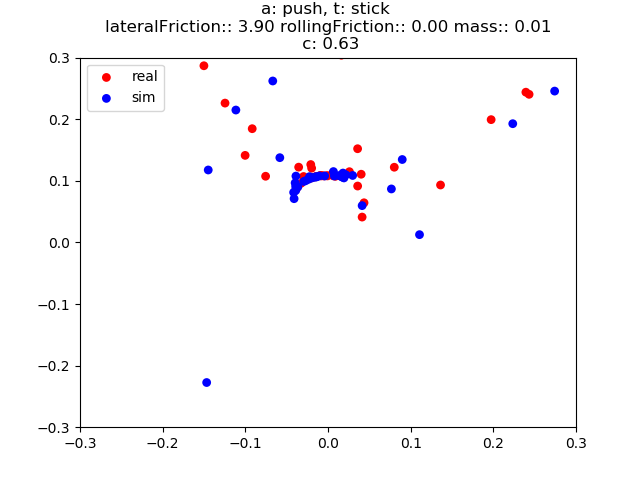 a: push, t: stick
lateralFriction:: 3.90 rollingFriction:: 0.00 mass:: 0.01
c: 0.63
real
sim
0.3
0.2
0.1
0.0
−0.1
−0.2
−0.3
−0.3
−0.2
−0.1
0.0
0.1
0.2
0.3